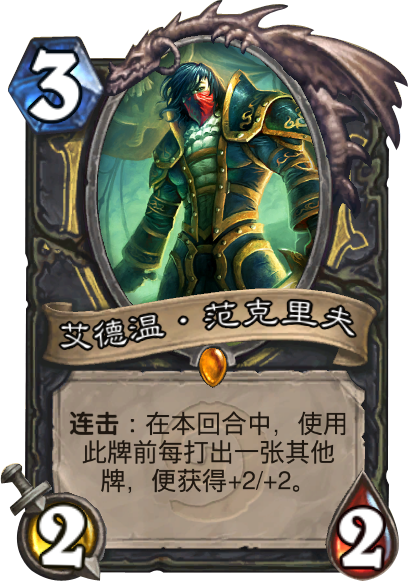 3
艾德温·范克里夫
连击：在本回合中，使用
此牌前每打出一张其他
牌，便获得+2/+2。
2
2